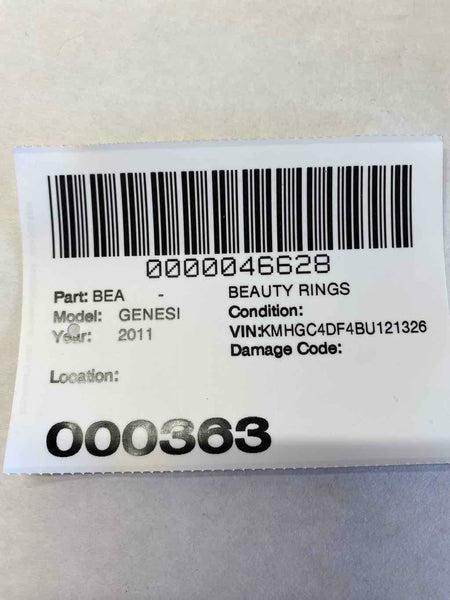 0000046628
Part: BEA - BEAUTY RINGS
Model: GENESI Condition:
Year: 2011 VIN:KMHGC4DF4BU121326
Damage Code:
Location:
000363